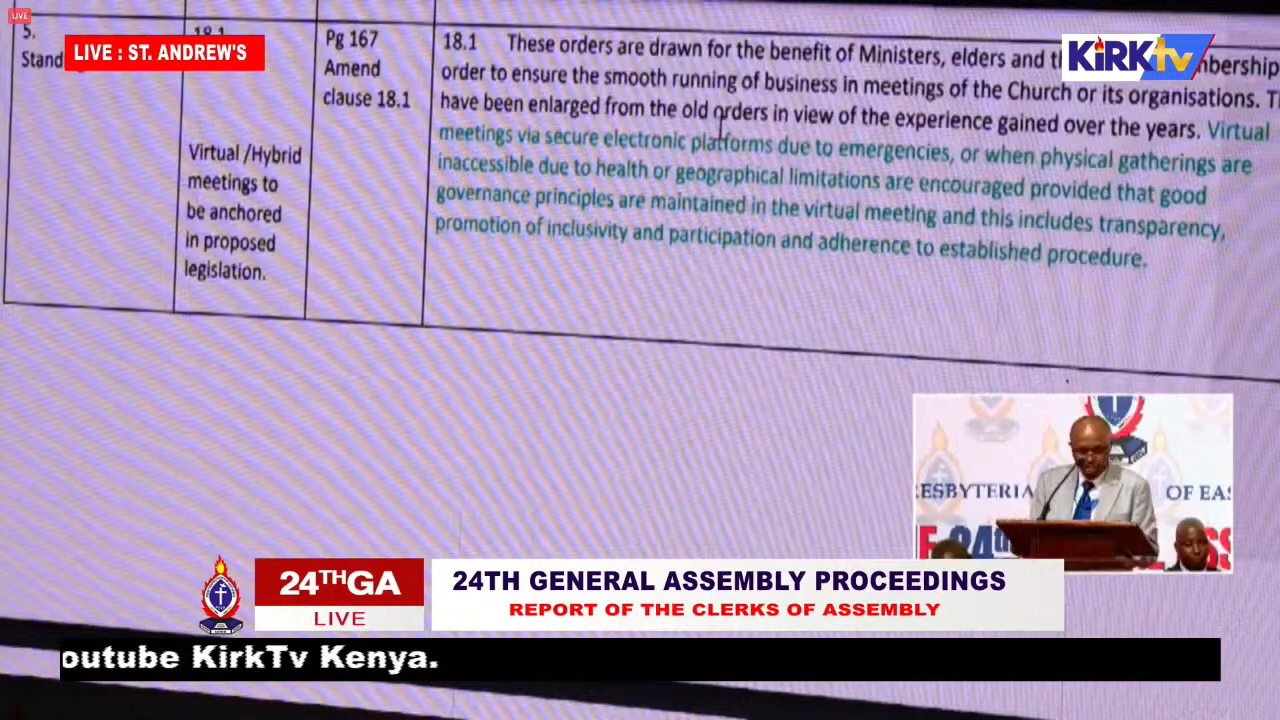 LIVE
5.
Stand
18.1
Virtual /Hybrid
meetings to
be anchored
in proposed
legislation.
Pg 167
Amend
clause 18.1
18.1 These orders are drawn for the benefit of Ministers, elders and
order to ensure the smooth running of business in meetings of the Church or its organisations.
have been enlarged from the old orders in view of the experience gained over the years. Virtual
meetings via secure electronic platforms due to emergencies, or when physical gatherings are
inaccessible due to health or geographical limitations are encouraged provided that good
governance principles are maintained in the virtual meeting and this includes transparency,
promotion of inclusivity and participation and adherence to established procedure.
LIVE : ST. ANDREW'S
KiRKtv
ESBYTERIA OF EAS
24th
24THGA
LIVE
24TH GENERAL ASSEMBLY PROCEEDINGS
REPORT OF THE CLERKS OF ASSEMBLY
outube KirkTv Kenya.